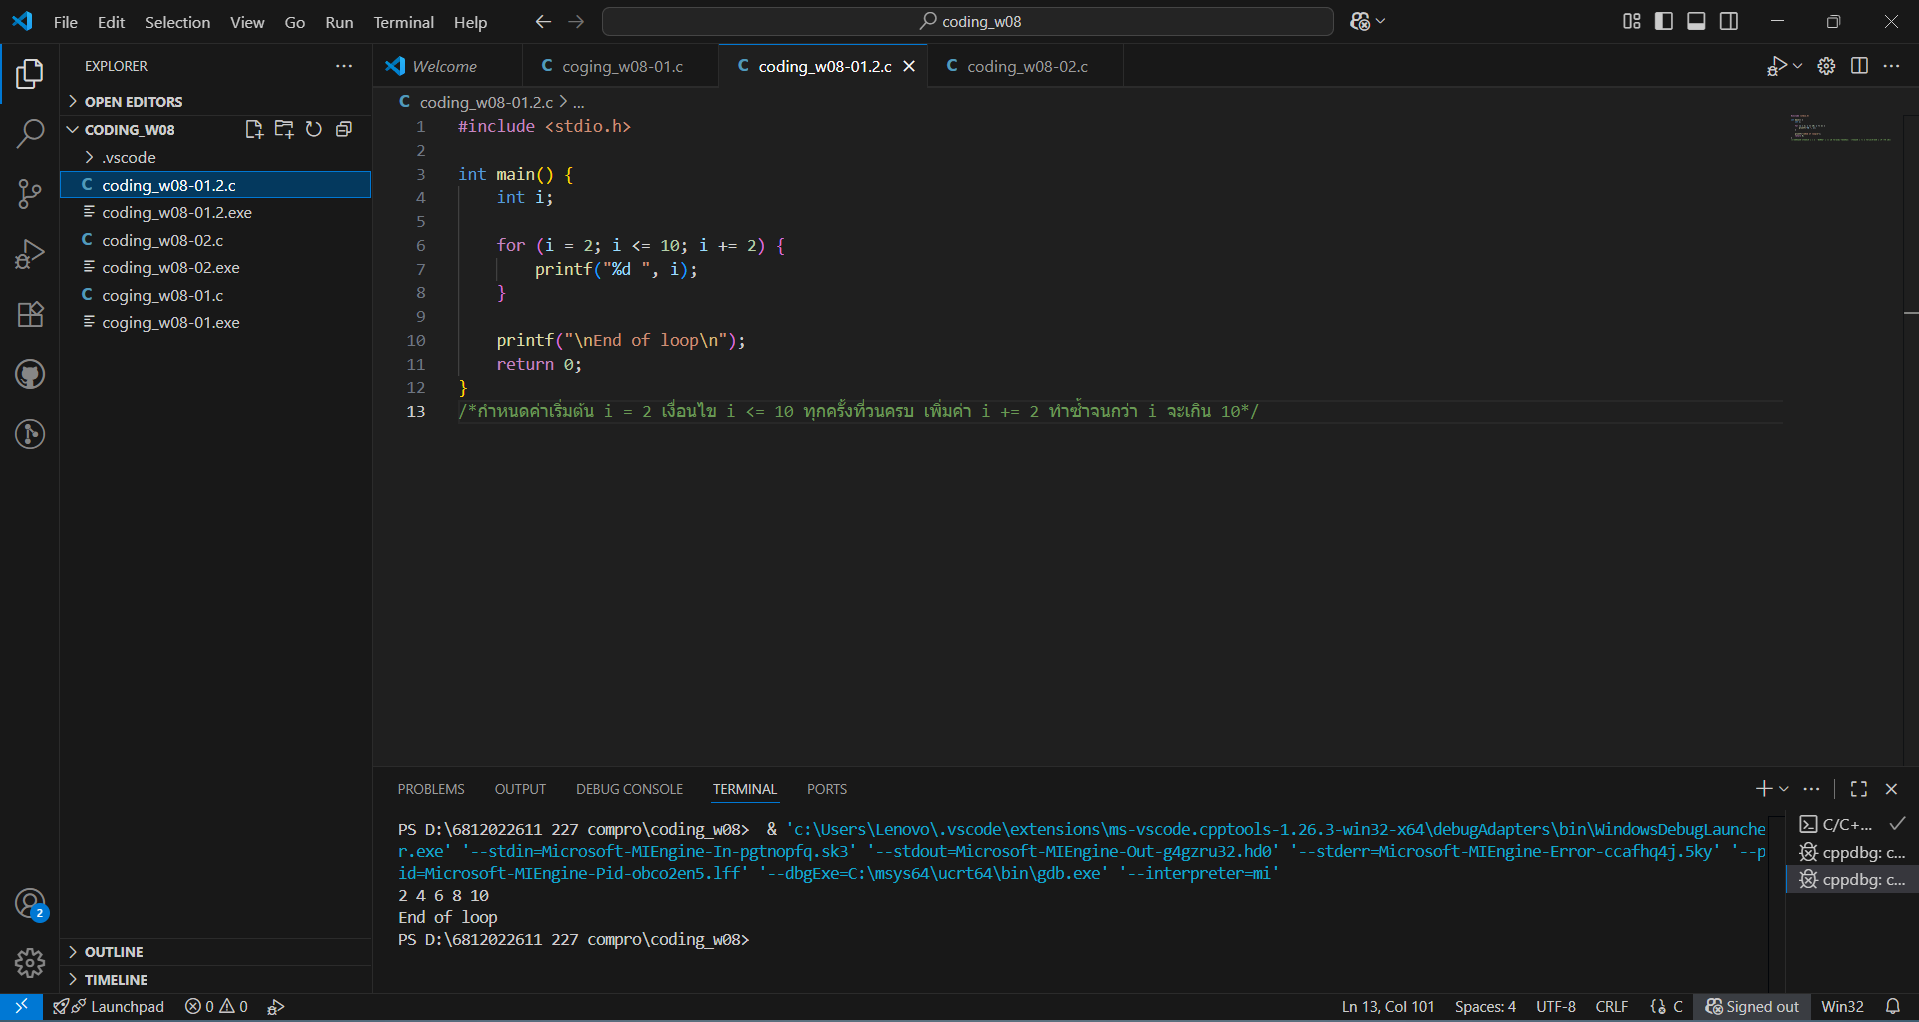 File Edit Selection View Go Run Terminal Help
coding_w08
EXPLORER
OPEN EDITORS
CODING_W08
.vscode
C coding_w08-01.2.c
coding_w08-01.2.exe
C coding_w08-02.c
coding_w08-02.exe
C coging_w08-01.c
coging_w08-01.exe
OUTLINE
TIMELINE
Welcome
C coging_w08-01.c
C coding_w08-01.2.c
C coding_w08-02.c
C coding_w08-01.2.c > ...
1 #include <stdio.h>
2
3 int main() {
4 int i;
5
6 for (i = 2; i <= 10; i += 2) {
7 printf("%d ", i);
8 }
9
10 printf("\nEnd of loop\n");
11 return 0;
12 }
13 /*กำหนดค่าเริ่มต้น i = 2 เงื่อนไข i <= 10 ทุกครั้งที่วนครบ เพิ่มค่า i += 2 ทำซ้ำจนกว่า i จะเกิน 10*/
PROBLEMS OUTPUT DEBUG CONSOLE TERMINAL PORTS
PS D:\6812022611 227 compro\coding_w08> & 'c:\Users\Lenovo\.vscode\extensions\ms-vscode.cpptools-1.26.3-win32-x64\debugAdapters\bin\WindowsDebugLaunche
r.exe' '--stdin=Microsoft-MIEngine-In-pgtnopfq.sk3' '--stdout=Microsoft-MIEngine-Out-g4gzru32.hd0' '--stderr=Microsoft-MIEngine-Error-ccafhq4j.5ky' '--p
id=Microsoft-MIEngine-Pid-obco2en5.lff' '--dbgExe=C:\msys64\ucrt64\bin\gdb.exe' '--interpreter=mi'
2 4 6 8 10
End of loop
PS D:\6812022611 227 compro\coding_w08>
C/C+...
cppdbg: c...
cppdbg: c...
2
Launchpad 0 0
Ln 13, Col 101 Spaces: 4 UTF-8 CRLF {} C Signed out Win32